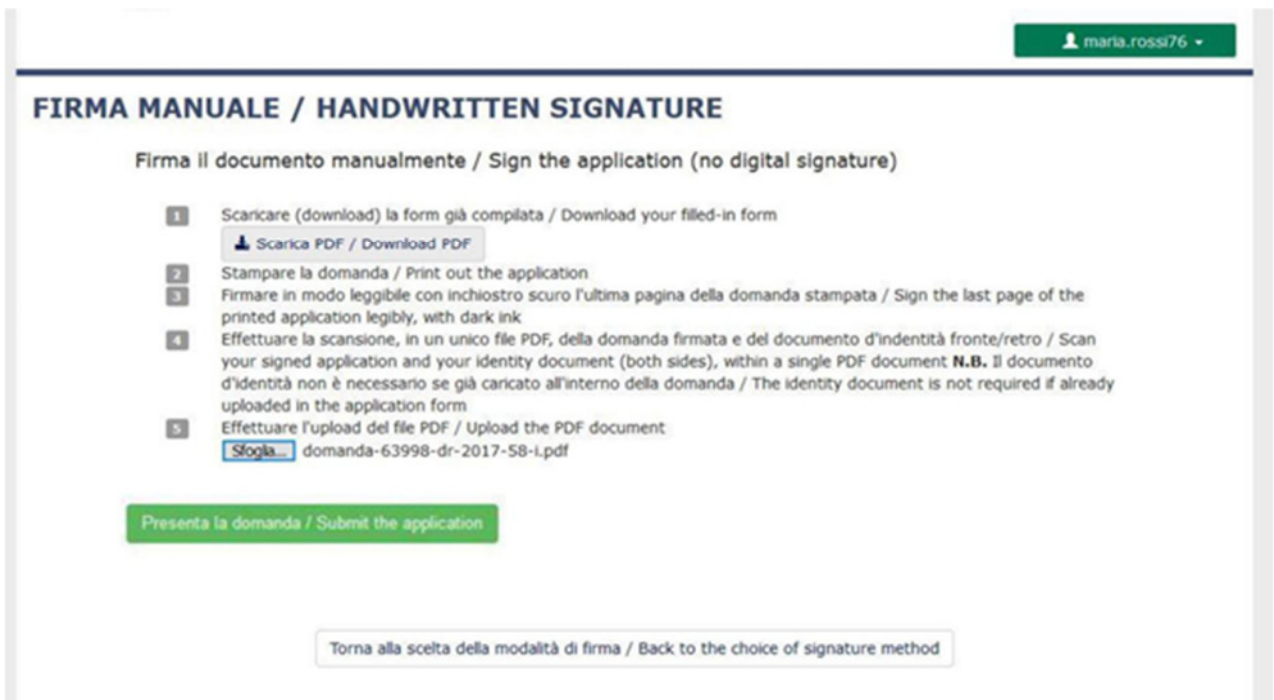 maria.rossi76
FIRMA MANUALE / HANDWRITTEN SIGNATURE
Firma il documento manualmente / Sign the application (no digital signature)
1 Scaricare (download) la form già compilata / Download your filled-in form
Scarica PDF / Download PDF
2 Stampare la domanda / Print out the application
3 Firmare in modo leggibile con inchiostro scuro l'ultima pagina della domanda stampata / Sign the last page of the
printed application legibly, with dark ink
4 Effettuare la scansione, in un unico file PDF, della domanda firmata e del documento d'indentità fronte/retro / Scan
your signed application and your identity document (both sides), within a single PDF document N.B. Il documento
d'identità non è necessario se già caricato all'interno della domanda / The identity document is not required if already
uploaded in the application form
5 Effettuare l'upload del file PDF / Upload the PDF document
Sfoglia... domanda-63998-dr-2017-58-i.pdf
Presenta la domanda / Submit the application
Torna alla scelta della modalità di firma / Back to the choice of signature method